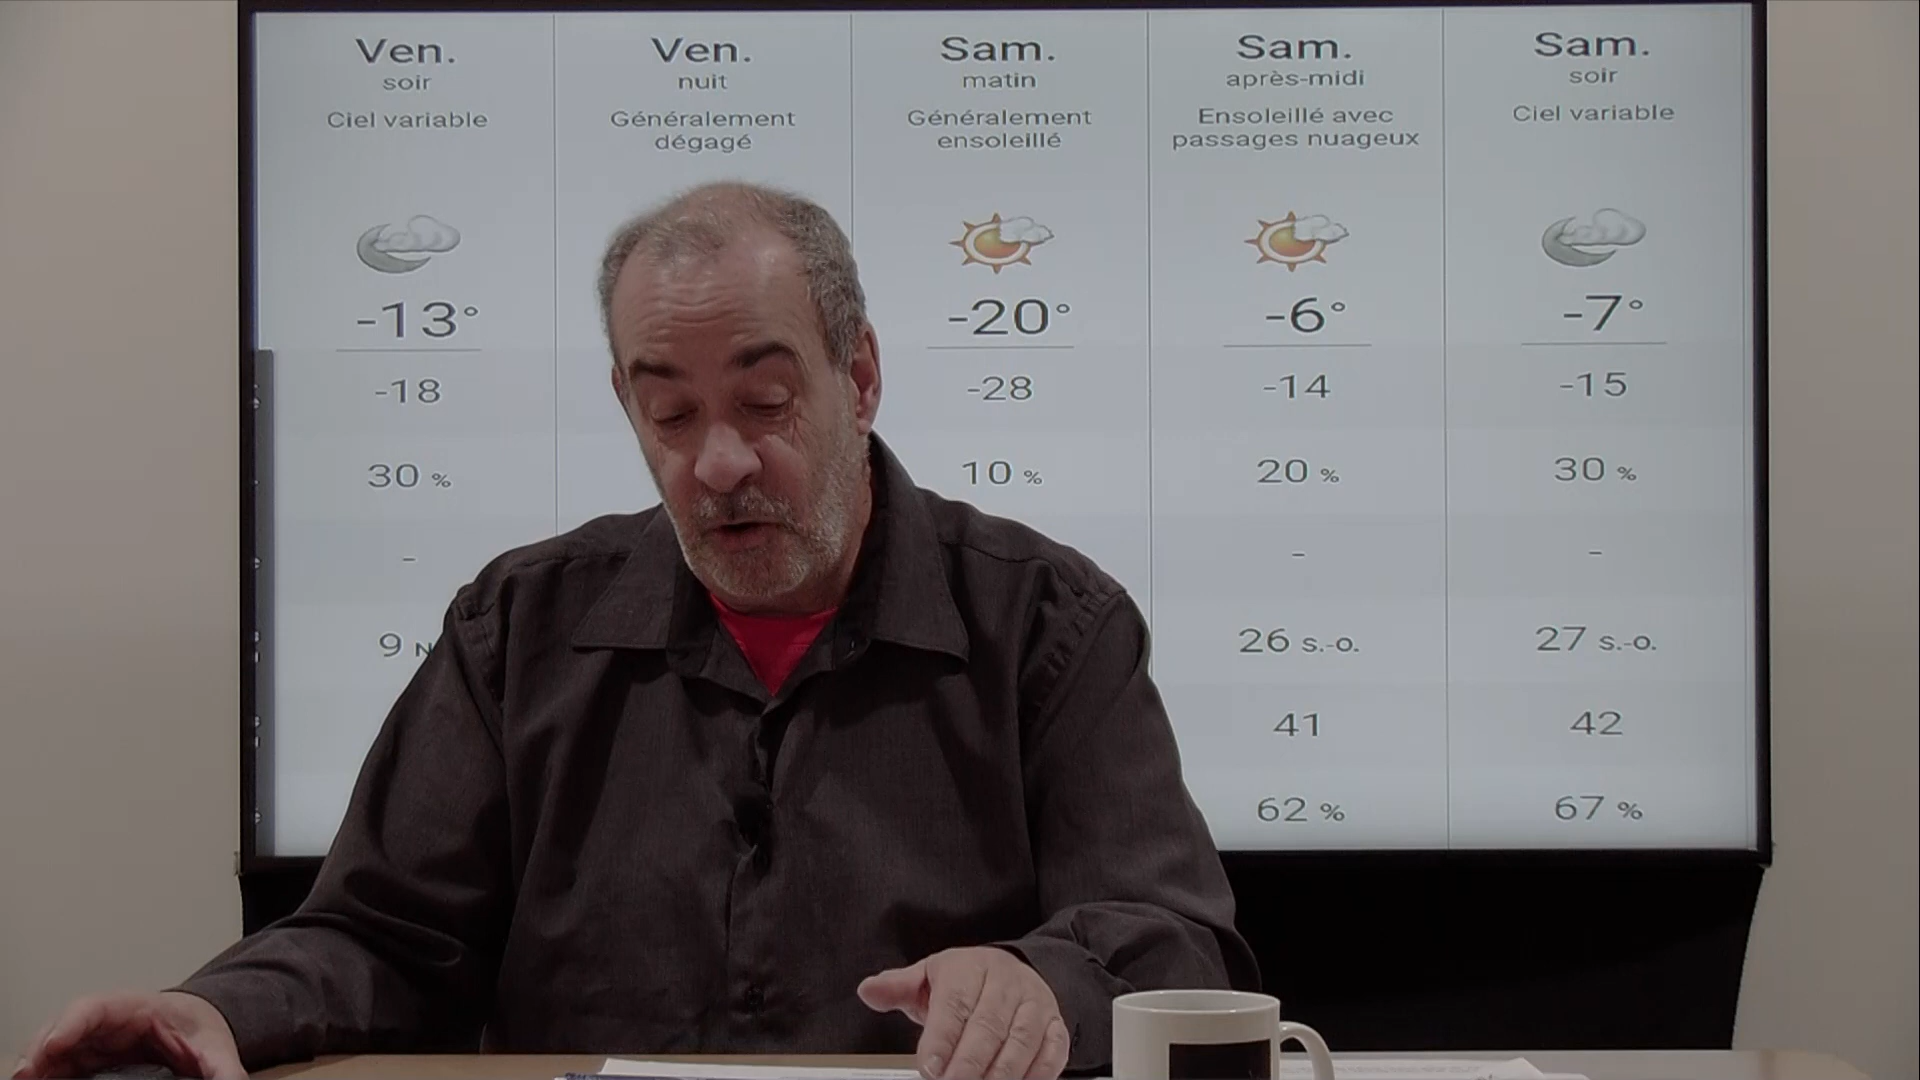 Ven.
soir
Ciel variable
-13°
-18
30 %
-
9
Ven.
nuit
Généralement
dégagé
Sam.
matin
Généralement
ensoleillé
-20°
-28
10 %
Sam.
après-midi
Ensoleillé avec
passages nuageux
-6°
-14
20 %
-
26 S.-O.
41
62 %
Sam.
soir
Ciel variable
-7°
-15
30 %
-
27 S.-O.
42
67 %